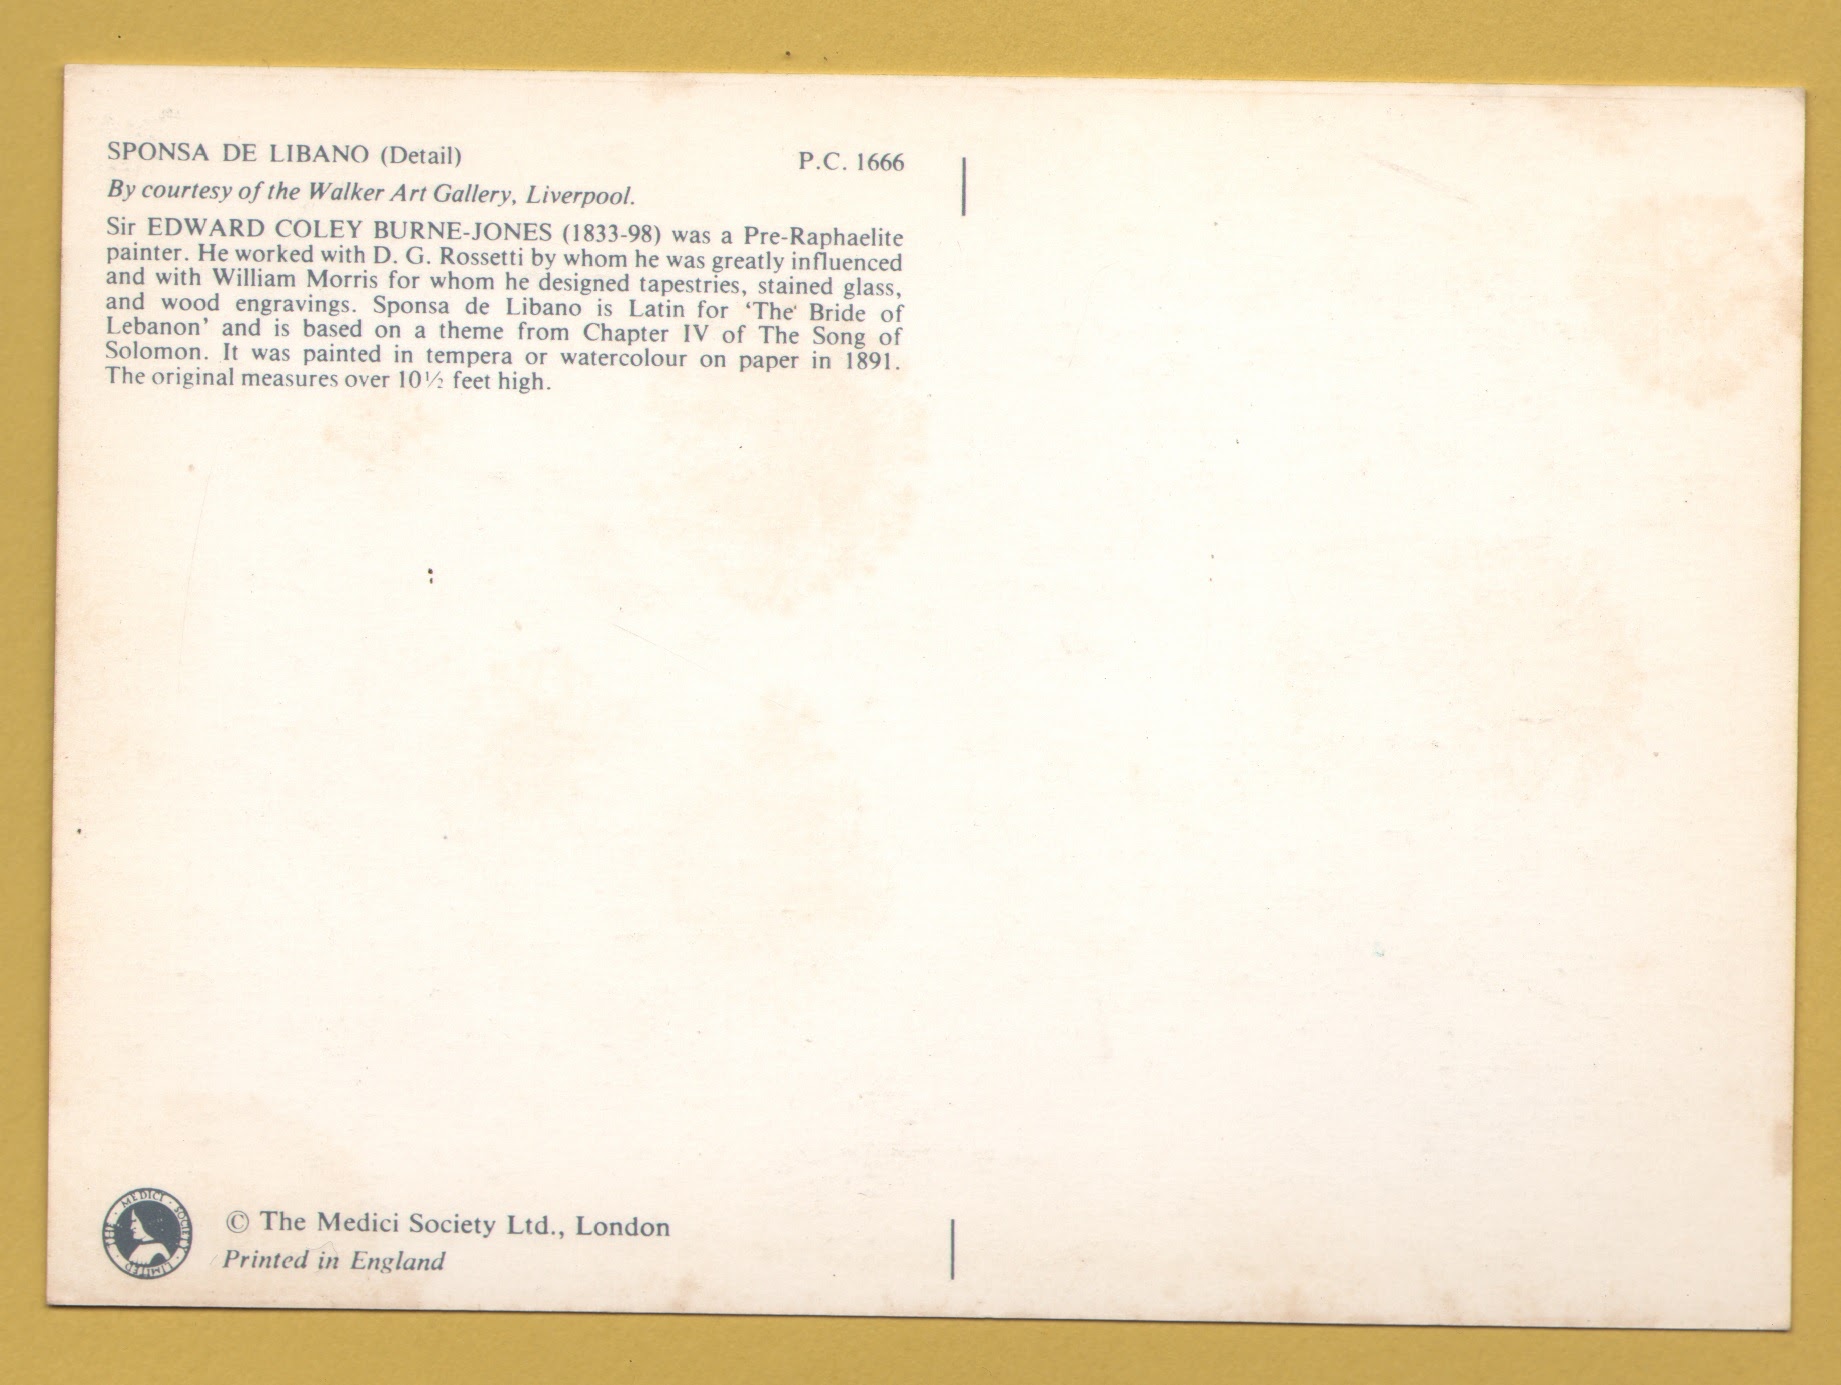 SPONSA DE LIBANO (Detail) P.C. 1666
By courtesy of the Walker Art Gallery, Liverpool.
Sir EDWARD COLEY BURNE-JONES (1833-98) was a Pre-Raphaelite
painter. He worked with D. G. Rossetti by whom he was greatly influenced
and with William Morris for whom he designed tapestries, stained glass,
and wood engravings. Sponsa de Libano is Latin for ‘The‘ Bride of
Lebanon’ and is based on a theme from Chapter IV of The Song of
Solomon. It was painted in tempera or watercolour on paper in 1891.
The original measures over 10½ feet high.
THE · MEDICI · SOCIETY · LIMITED ·
© The Medici Society Ltd., London
Printed in England